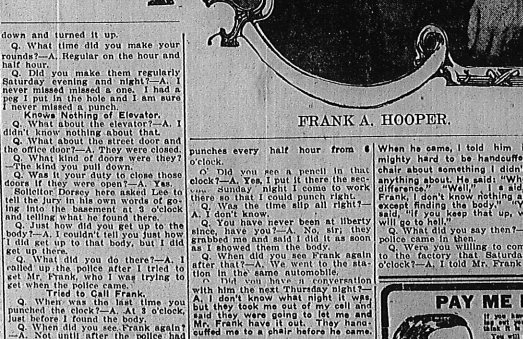 down and turned it up.
Q. What time did you make your
rounds?—A. Regular on the hour and
half hour.
Q. Did you make them regularly
Saturday evening and night?—A. I
never missed missed a one. I had a
peg I put in the hole and I am sure
I never missed a punch.
Knows Nothing of Elevator.
Q. What about the elevator?—A. I
didn't know nothing about that.
Q. What about the street door and
the office door?—A. They were closed.
Q. What kind of doors were they?
—The kind you pull down.
Q. Was it your duty to close those
doors if they were open?—A. Yes.
Solicitor Dorsey here asked Lee to
tell the jury in his own words of go-
ing into the basement at 3 o'clock
and telling what he found there.
Q. Just how did you get up to the
body?—A. I couldn't tell you just how
I did get to that body, but I did
get up there.
Q. What did you do there?—A. I
called up the police after I tried to
get Mr. Frank, who I was trying to
get when the police came.
Tried to Call Frank.
Q. When was the last time you
punched the clock?—A. At 3 o'clock,
just before I found the body.
Q. When did you see Frank again?
—A. Not until after the police had
FRANK A. HOOPER.
punches every half hour from 6
o'clock.
Q. Did you see a pencil in that
clock?—A. Yes, I put it there the sec-
ond Sunday night I come to work
there so that I could punch right.
Q. Was the time slip all right?—
A. I don't know.
Q. You have never been at liberty
since, have you?—A. No, sir; they
grabbed me and said I did it as soon
as I showed them the body.
Q. When did you see Frank again
after that?—A. We went to the sta-
tion in the same automobile.
Q. Did you have a conversation
with him the next Thursday night?—
A. I don't know what night it was,
but they took me out of my cell and
said they were going to let me and
Mr. Frank have it out. They hand-
cuffed me to a chair before he came.
When he came, I told him
mighty hard to be handcuffe
chair about something I didn'
anything about. He said: "Wh
difference." "Well," I said,
Frank, I don't know nothing a
except finding the body."
said, "if you keep that up, w
will go to hell."
Q. What did you say then?—
police came in then.
Q. Were you willing to com
to the factory that Saturda
o'clock?—A. I told Mr. Frank
PAY ME
If you